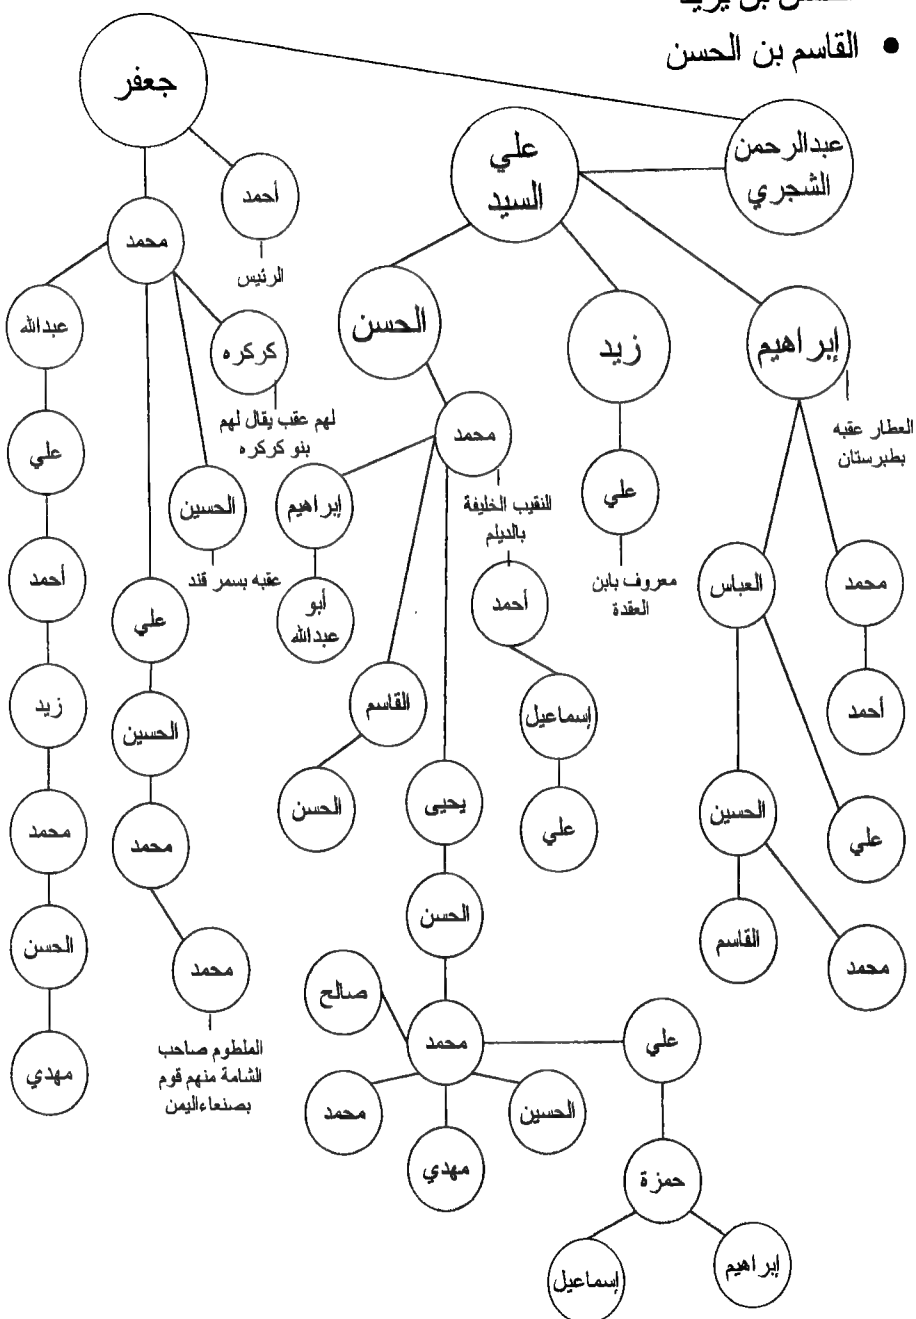 • القاسم بن الحسن
جعفر
عبدالرحمن
الشجري
علي
السيد
أحمد
الرئيس
محمد
إبراهيم
العطار عقبه
بطبرستان
زيد
الحسن
عبدالله
كركره
لهم عقب يقال لهم
بنو كركره
محمد
للنقيب الخليفة
بالديلم
علي
معروف بابن
العقدة
إبراهيم
الحسين
عقبه بسمر قند
علي
محمد
العباس
أحمد
أبو
عبدالله
علي
أحمد
أحمد
إسماعيل
القاسم
الحسين
زيد
علي
الحسين
علي
يحيى
الحسن
محمد
محمد
محمد
القاسم
الحسن
محمد
الملطوم صاحب
الشامة منهم قوم
بصنعاء اليمن
الحسن
علي
محمد
صالح
مهدي
الحسين
مهدي
محمد
حمزة
إبراهيم
إسماعيل